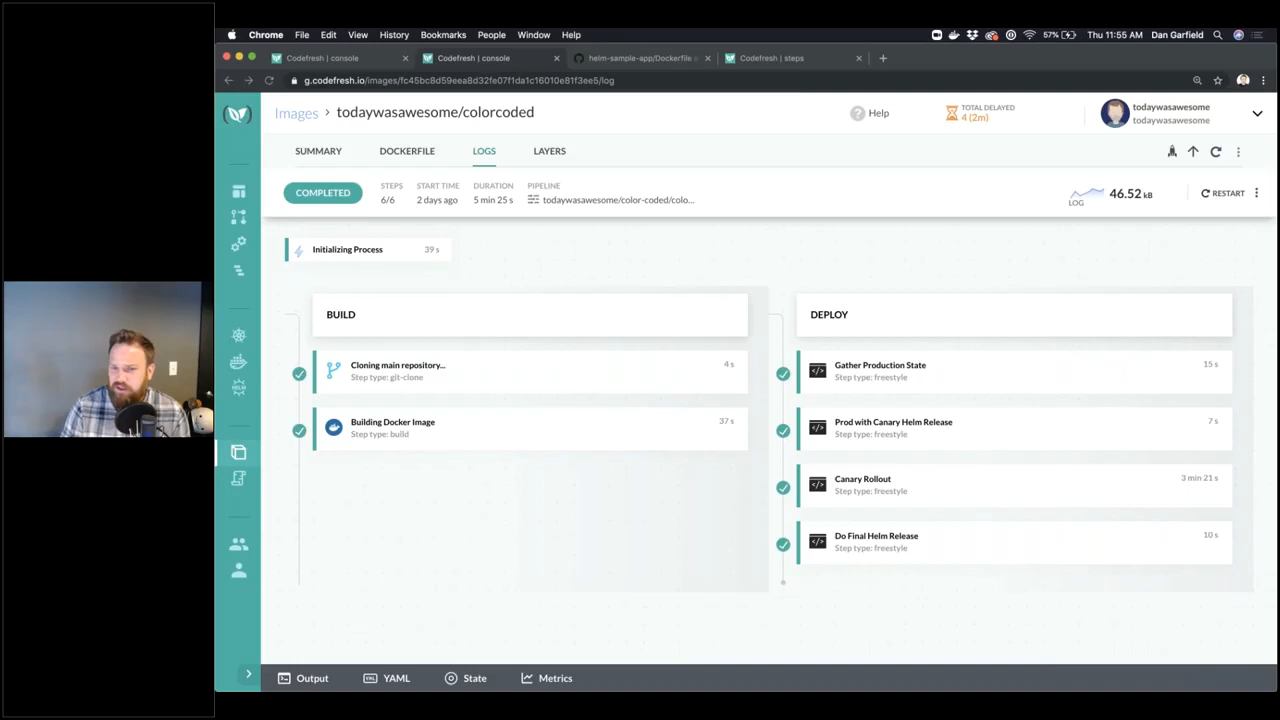 Chrome File Edit View History Bookmarks People Window Help 57% Thu 11:55 AM Dan Garfield
Codefresh | console × Codefresh | console × helm-sample-app/Dockerfile × Codefresh | steps × +
g.codefresh.io/images/fc45bc8d59eea8d32fe07f1da1c16010e81f3ee5/log
Images > todaywasawesome/colorcoded
? Help
TOTAL DELAYED
4 (2m)
todaywasawesome
todaywasawesome
SUMMARY DOCKERFILE LOGS LAYERS
COMPLETED
STEPS
6/6
START TIME
2 days ago
DURATION
5 min 25 s
PIPELINE
todaywasawesome/color-coded/colo...
LOG
46.52 kB
RESTART
Initializing Process 39 s
BUILD
Cloning main repository... 4 s
Step type: git-clone
Building Docker Image 37 s
Step type: build
DEPLOY
Gather Production State 15 s
Step type: freestyle
Prod with Canary Helm Release 7 s
Step type: freestyle
Canary Rollout 3 min 21 s
Step type: freestyle
Do Final Helm Release 10 s
Step type: freestyle
HELM
Output YAML State Metrics